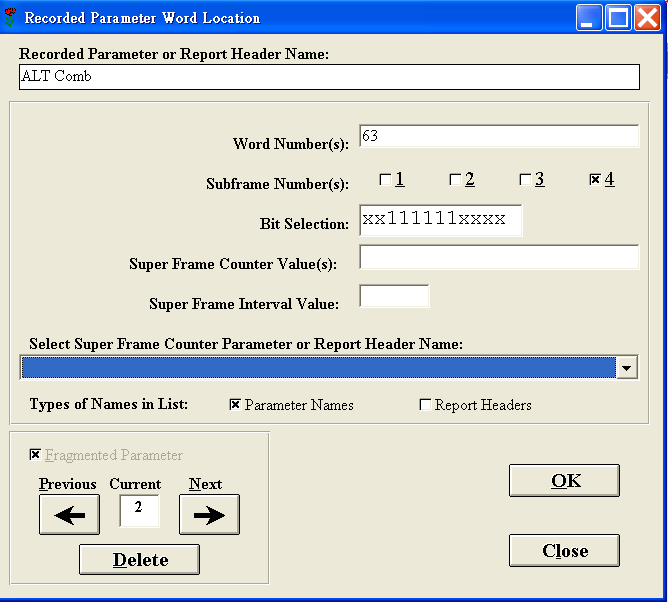 Recorded Parameter Word Location
Recorded Parameter or Report Header Name:
ALT Comb
Word Number(s): 63
Subframe Number(s): 1 2 3 4
Bit Selection: xx111111xxxx
Super Frame Counter Value(s):
Super Frame Interval Value:
Select Super Frame Counter Parameter or Report Header Name:
Types of Names in List: Parameter Names Report Headers
Fragmented Parameter
Previous Current Next
2
Delete
OK
Close